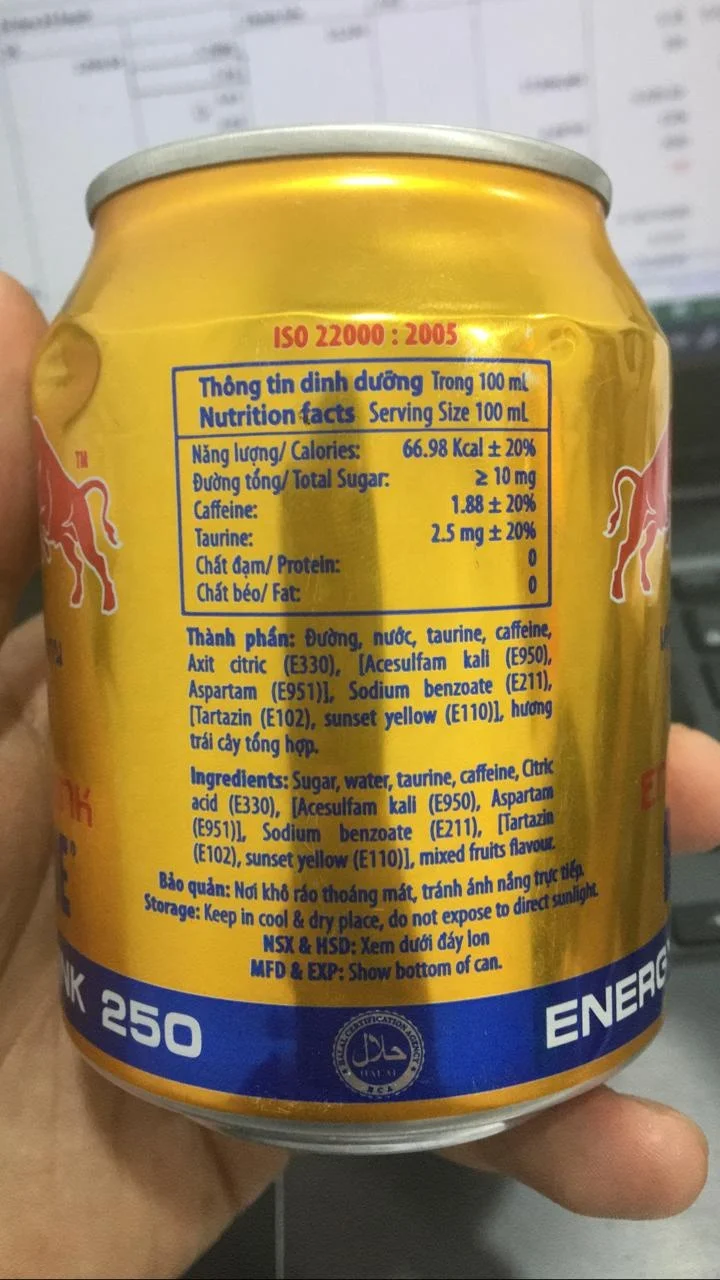 ISO 22000 : 2005
Thông tin dinh dưỡng Trong 100 mL
Nutrition facts Serving Size 100 mL
Năng lượng/ Calories: 66.98 Kcal ± 20%
Đường tổng/ Total Sugar: ≥ 10 mg
Caffeine: 1.88 ± 20%
Taurine: 2.5 mg ± 20%
Chất đạm/ Protein: 0
Chất béo/ Fat: 0
TM
Thành phần: Đường, nước, taurine, caffeine,
Axit citric (E330), [Acesulfam kali (E950),
Aspartam (E951)], Sodium benzoate (E211),
[Tartazin (E102), sunset yellow (E110)], hương
trái cây tổng hợp.
Ingredients: Sugar, water, taurine, caffeine, Citric
acid (E330), [Acesulfam kali (E950), Aspartam
(E951)], Sodium benzoate (E211), [Tartazin
(E102), sunset yellow (E110)], mixed fruits flavour.
Bảo quản: Nơi khô ráo thoáng mát, tránh ánh nắng trực tiếp.
Storage: Keep in cool & dry place, do not expose to direct sunlight.
NSX & HSD: Xem dưới đáy lon
MFD & EXP: Show bottom of can.
NK 250
ENERG
HALAL CERTIFICATION AGENCY
حلال
HALAL
H C A